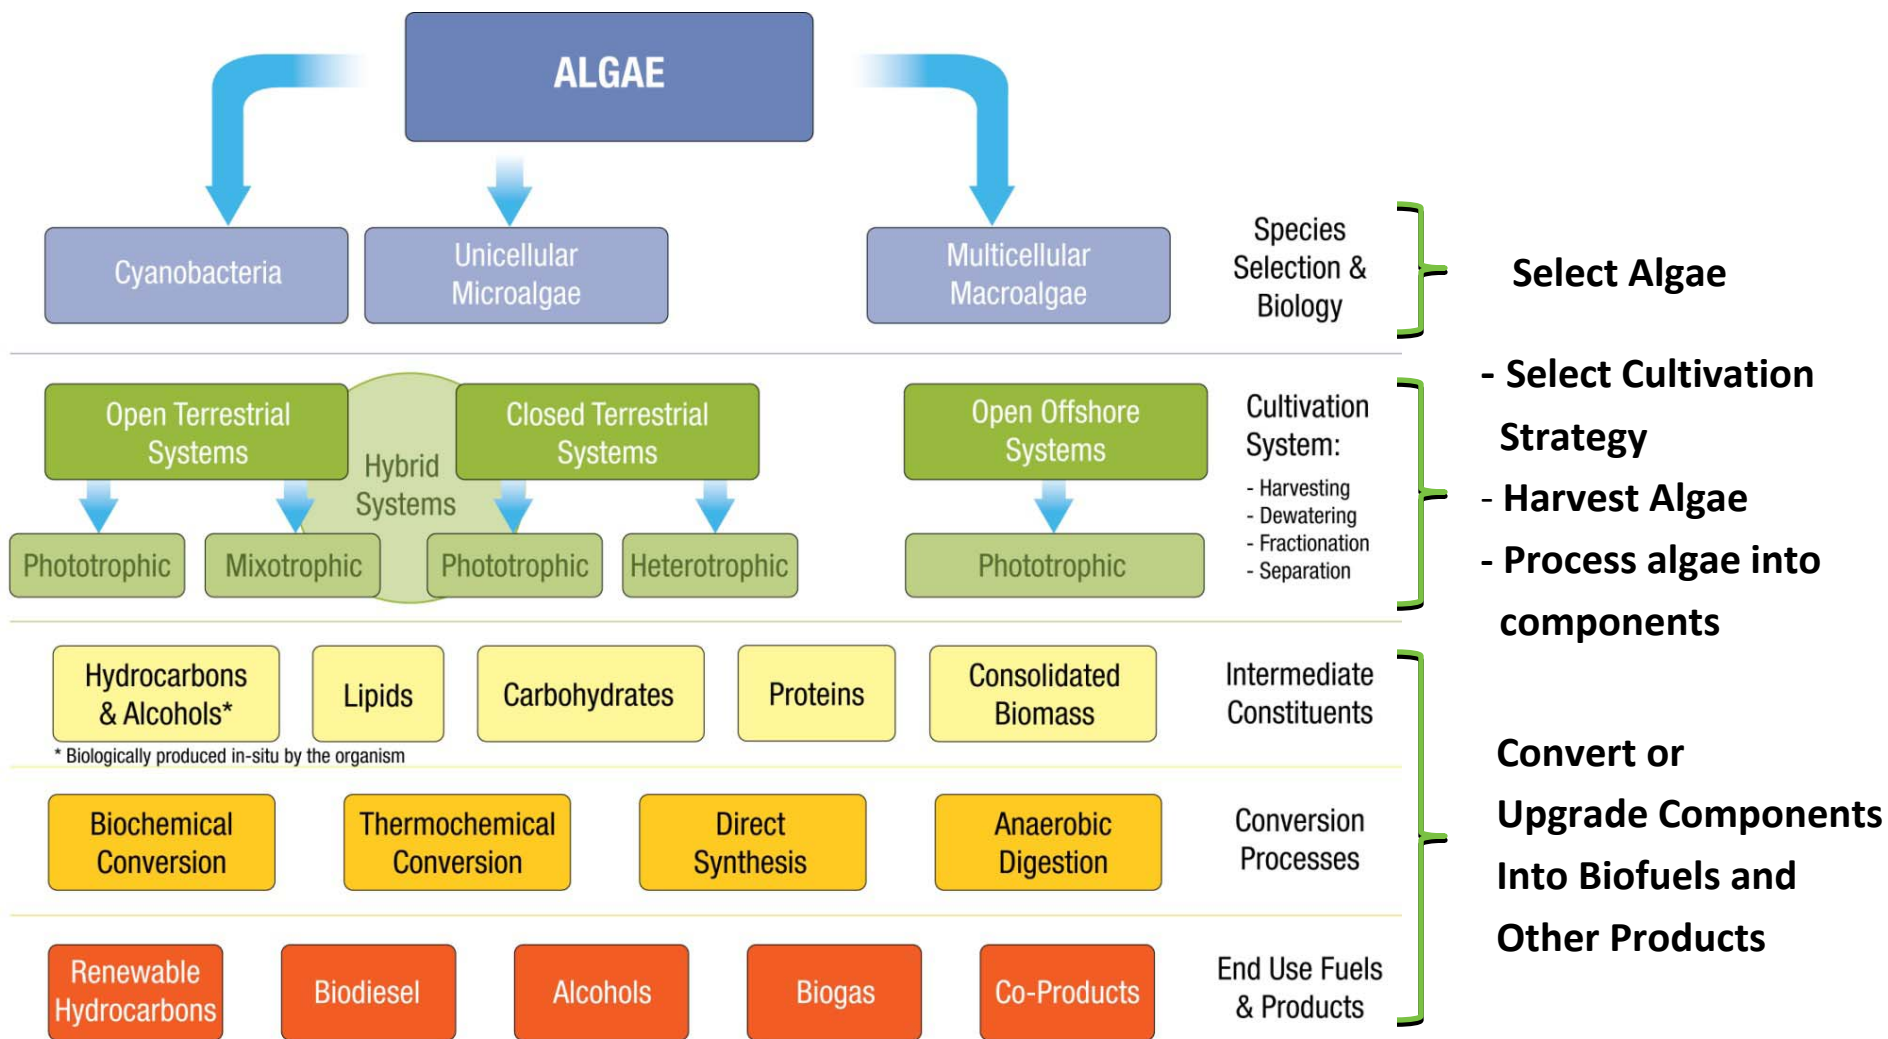 ALGAE
Cyanobacteria
Unicellular
Microalgae
Multicellular
Macroalgae
Species
Selection &
Biology
Select Algae
Open Terrestrial
Systems
Hybrid
Systems
Closed Terrestrial
Systems
Open Offshore
Systems
Phototrophic
Mixotrophic
Phototrophic
Heterotrophic
Phototrophic
Cultivation
System:
- Harvesting
- Dewatering
- Fractionation
- Separation
- Select Cultivation
Strategy
- Harvest Algae
- Process algae into
components
Hydrocarbons
& Alcohols*
* Biologically produced in-situ by the organism
Lipids
Carbohydrates
Proteins
Consolidated
Biomass
Intermediate
Constituents
Biochemical
Conversion
Thermochemical
Conversion
Direct
Synthesis
Anaerobic
Digestion
Conversion
Processes
Renewable
Hydrocarbons
Biodiesel
Alcohols
Biogas
Co-Products
End Use Fuels
& Products
Convert or
Upgrade Components
Into Biofuels and
Other Products